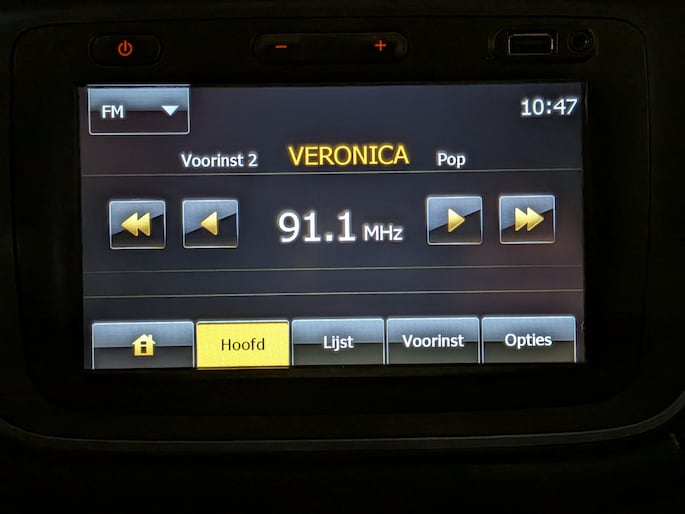 FM
10:47
Voorinst 2 VERONICA Pop
91.1 MHz
Hoofd Lijst Voorinst Opties